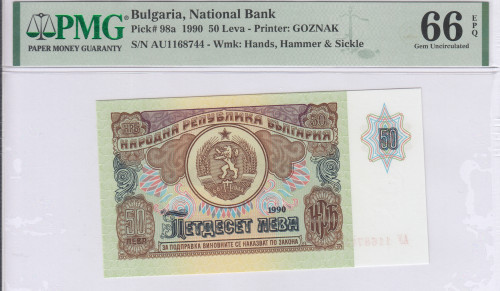 PMG
PAPER MONEY GUARANTY
Bulgaria, National Bank
Pick# 98a 1990 50 Leva - Printer: GOZNAK
S/N AU1168744 - Wmk: Hands, Hammer & Sickle
66 EPQ
Gem Uncirculated
50
НАРОДНА РЕПУБЛИКА БЪЛГАРИЯ
50
1990
50
ЛЕВА
Петдесет лева
ЗА ПОДПРАВКА ВИНОВНИТЕ СЕ НАКАЗВАТ ПО ЗАКОНА